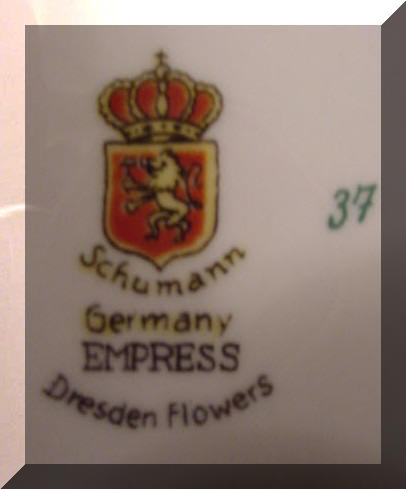 Schumann
Germany
EMPRESS
Dresden Flowers
37